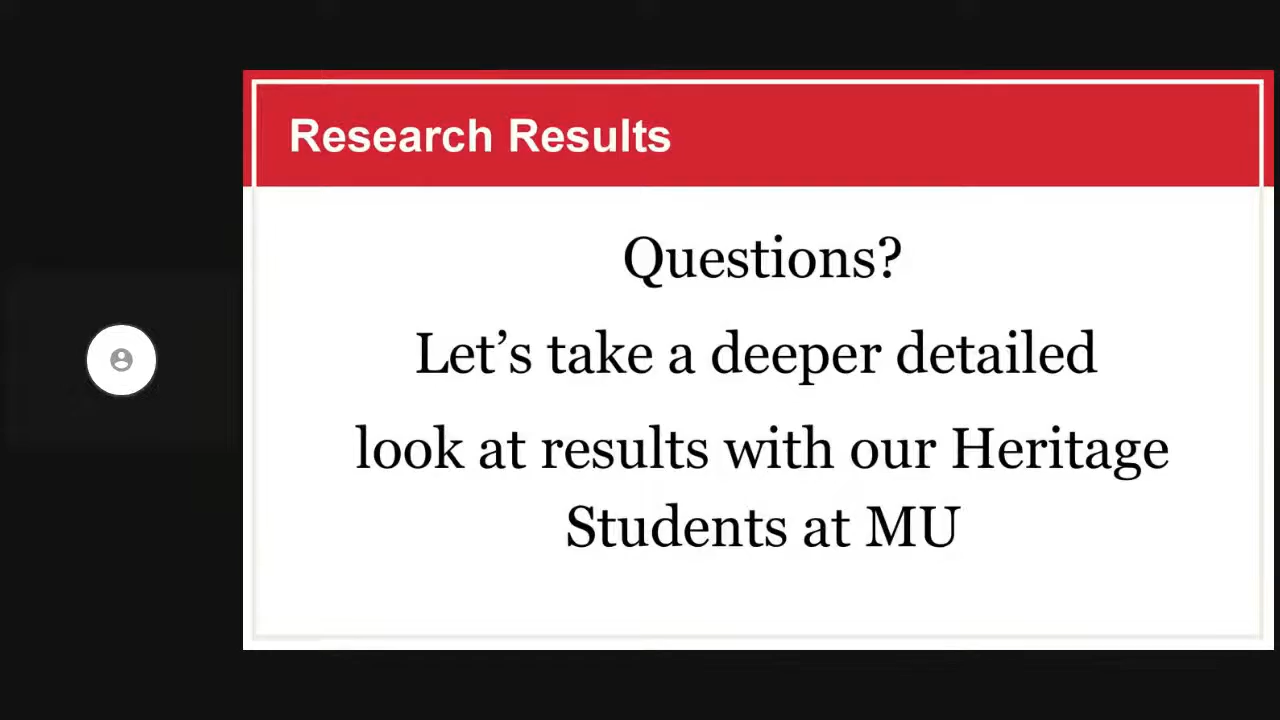 Research Results
Questions?
Let’s take a deeper detailed
look at results with our Heritage
Students at MU